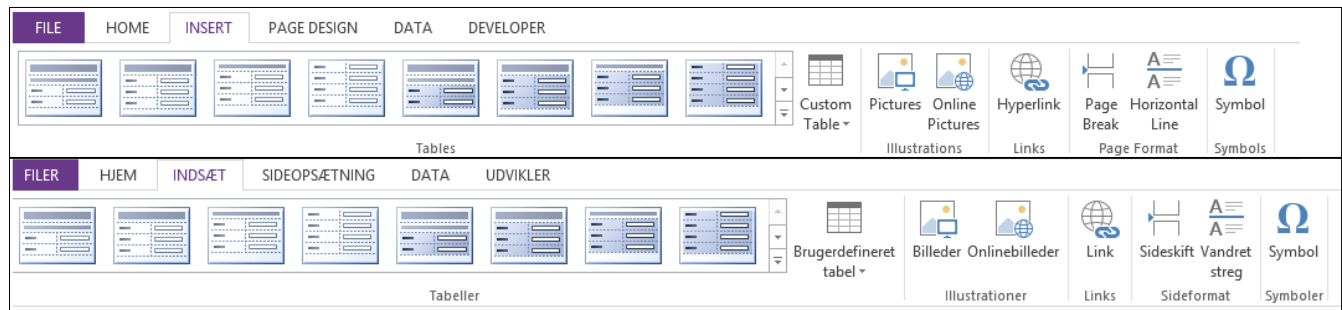 FILE HOME INSERT PAGE DESIGN DATA DEVELOPER
Custom Pictures Online Hyperlink Page Horizontal Symbol
Table Pictures Break Line
Tables Illustrations Links Page Format Symbols
FILER HJEM INDSÆT SIDEOPSÆTNING DATA UDVIKLER
Brugerdefineret Billeder Onlinebilleder Link Sideskift Vandret Symbol
tabel streg
Tabeller Illustrationer Links Sideformat Symboler